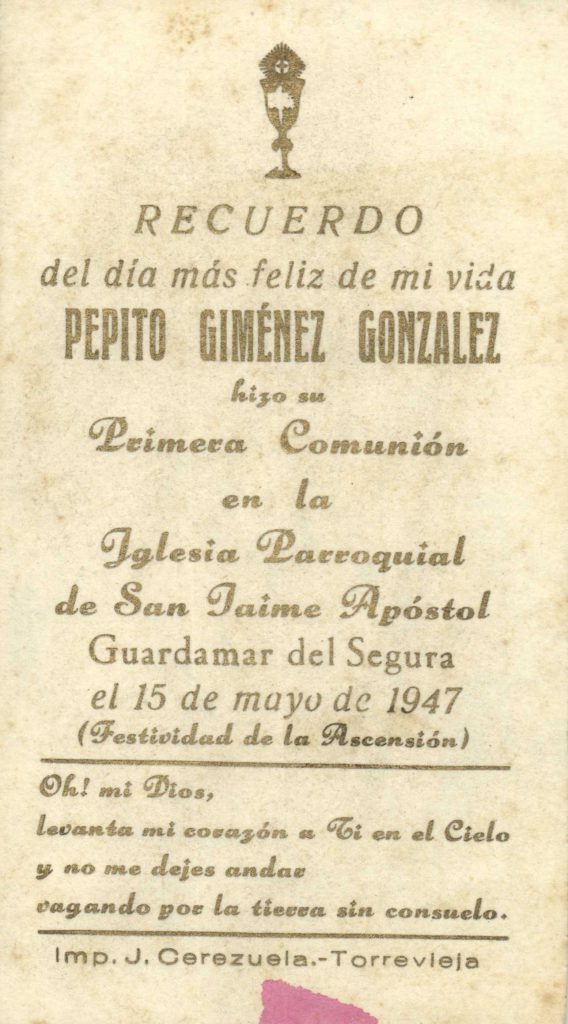 RECUERDO
del día más feliz de mi vida
PEPITO GIMÉNEZ GONZALEZ
hizo su
Primera Comunión
en la
Iglesia Parroquial
de San Jaime Apóstol
Guardamar del Segura
el 15 de mayo de 1947
(Festividad de la Ascensión)
Oh! mi Dios,
levanta mi corazón a Ti en el Cielo
y no me dejes andar
vagando por la tierra sin consuelo.
Imp. J. Cerezuela.-Torrevieja